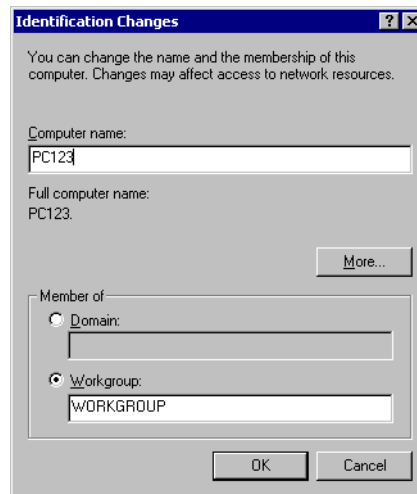 Identification Changes
You can change the name and the membership of this
computer. Changes may affect access to network resources.
Computer name:
PC123
Full computer name:
PC123.
More...
Member of
Domain:
Workgroup:
WORKGROUP
OK Cancel